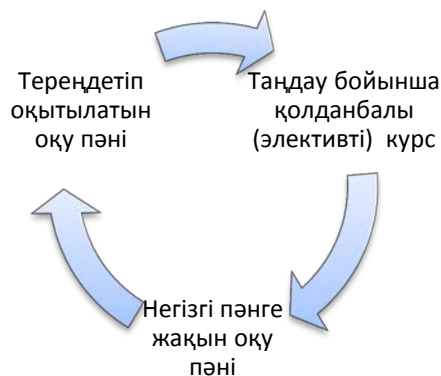 Тереңдетіп
оқытылатын
оқу пәні
Таңдау бойынша
қолданбалы
(элективті) курс
Негізгі пәнге
жақын оқу
пәні